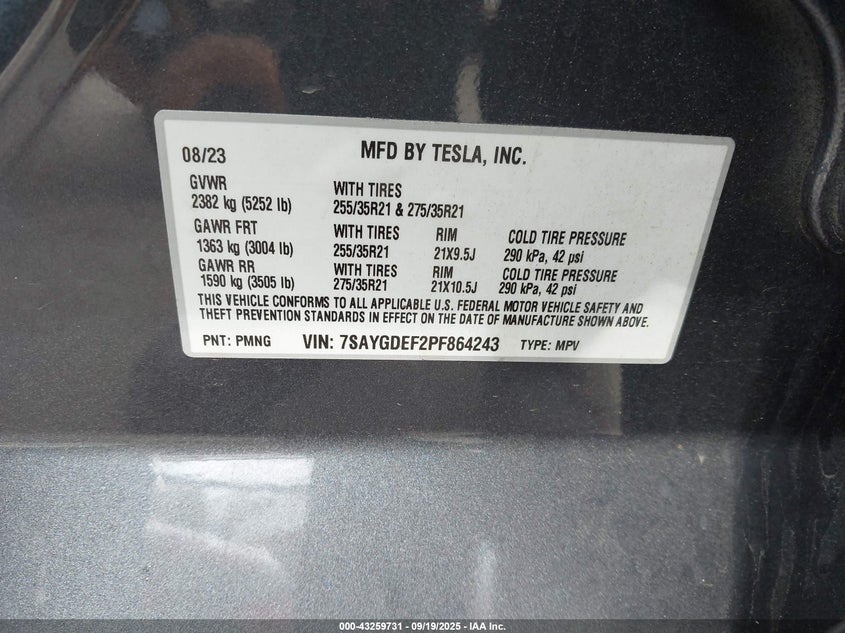 08/23 MFD BY TESLA, INC.
GVWR WITH TIRES
2382 kg (5252 lb) 255/35R21 & 275/35R21
GAWR FRT WITH TIRES RIM COLD TIRE PRESSURE
1363 kg (3004 lb) 255/35R21 21X9.5J 290 kPa, 42 psi
GAWR RR WITH TIRES RIM COLD TIRE PRESSURE
1590 kg (3505 lb) 275/35R21 21X10.5J 290 kPa, 42 psi
THIS VEHICLE CONFORMS TO ALL APPLICABLE U.S. FEDERAL MOTOR VEHICLE SAFETY AND
THEFT PREVENTION STANDARDS IN EFFECT ON THE DATE OF MANUFACTURE SHOWN ABOVE.
PNT: PMNG VIN: 7SAYGDEF2PF864243 TYPE: MPV
000-43259731 - 09/19/2025 - IAA Inc.